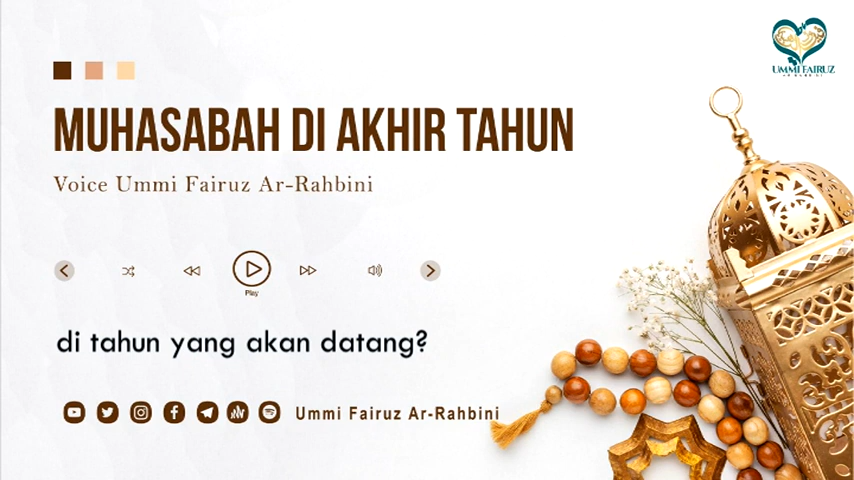 UMMI FAIRUZ
MUHASABAH DI AKHIR TAHUN
Voice Ummi Fairuz Ar-Rahbini
Play
di tahun yang akan datang?
Ummi Fairuz Ar-Rahbini